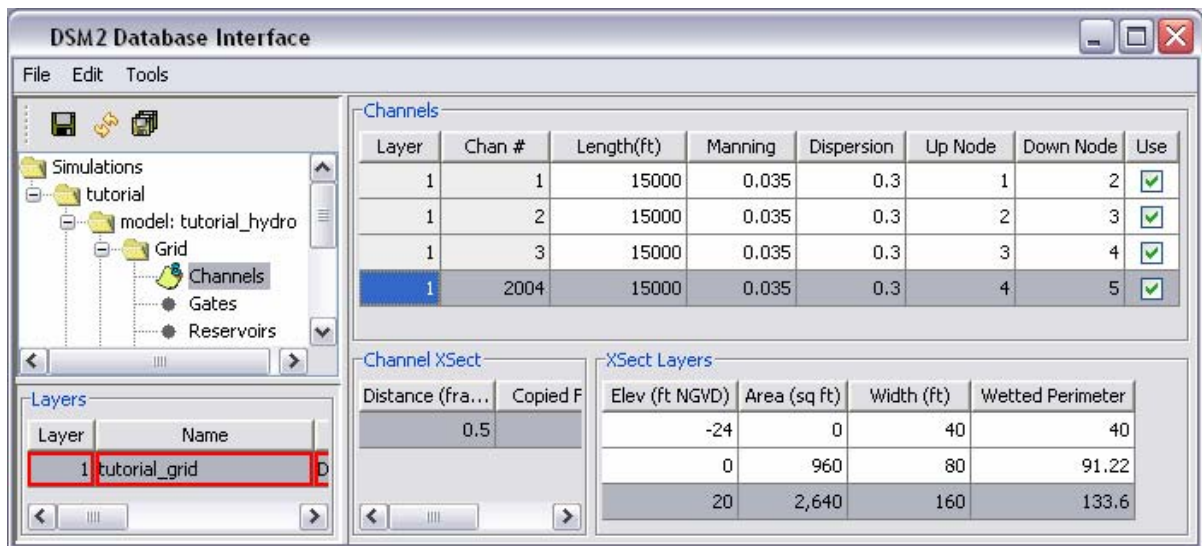 DSM2 Database Interface
File Edit Tools
Simulations
tutorial
model: tutorial_hydro
Grid
Channels
Gates
Reservoirs
Layers
Layer Name
1 tutorial_grid D
Channels
Layer Chan # Length(ft) Manning Dispersion Up Node Down Node Use
1 1 15000 0.035 0.3 1 2
1 2 15000 0.035 0.3 2 3
1 3 15000 0.035 0.3 3 4
1 2004 15000 0.035 0.3 4 5
Channel XSect
Distance (fra... Copied F
0.5
XSect Layers
Elev (ft NGVD) Area (sq ft) Width (ft) Wetted Perimeter
-24 0 40 40
0 960 80 91.22
20 2,640 160 133.6